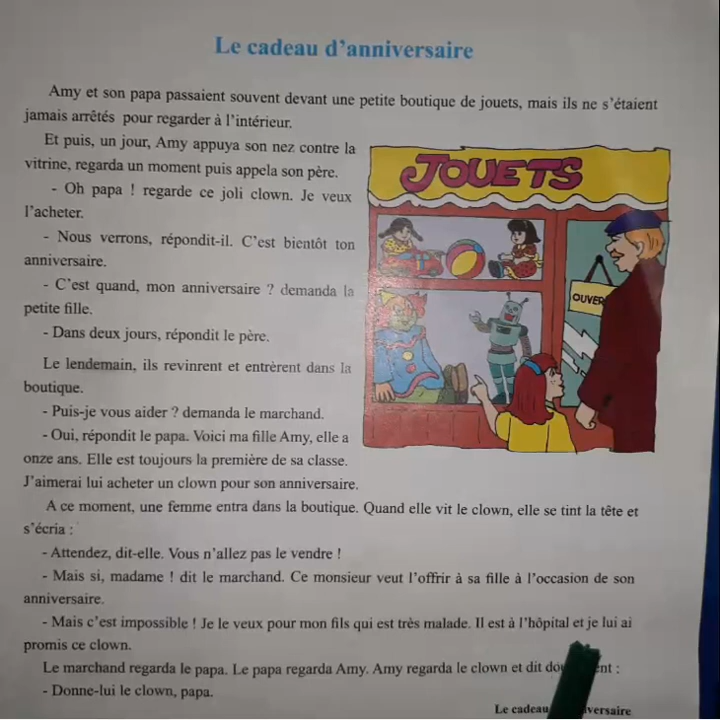 Le cadeau d'anniversaire
Amy et son papa passaient souvent devant une petite boutique de jouets, mais ils ne s'étaient
jamais arrêtés pour regarder à l'intérieur.
Et puis, un jour, Amy appuya son nez contre la
vitrine, regarda un moment puis appela son père.
- Oh papa ! regarde ce joli clown. Je veux
l'acheter.
- Nous verrons, répondit-il. C'est bientôt ton
anniversaire.
- C'est quand, mon anniversaire ? demanda la
petite fille.
- Dans deux jours, répondit le père.
Le lendemain, ils revinrent et entrèrent dans la
boutique.
- Puis-je vous aider ? demanda le marchand.
- Oui, répondit le papa. Voici ma fille Amy, elle a
onze ans. Elle est toujours la première de sa classe.
J'aimerai lui acheter un clown pour son anniversaire.
JOUETS
OUVER
A ce moment, une femme entra dans la boutique. Quand elle vit le clown, elle se tint la tête et
s'écria :
- Attendez, dit-elle. Vous n'allez pas le vendre !
- Mais si, madame ! dit le marchand. Ce monsieur veut l'offrir à sa fille à l'occasion de son
anniversaire.
- Mais c'est impossible ! Je le veux pour mon fils qui est très malade. Il est à l'hôpital et je lui ai
promis ce clown.
Le marchand regarda le papa. Le papa regarda Amy. Amy regarda le clown et dit :
- Donne-lui le clown, papa.
Le cadeau